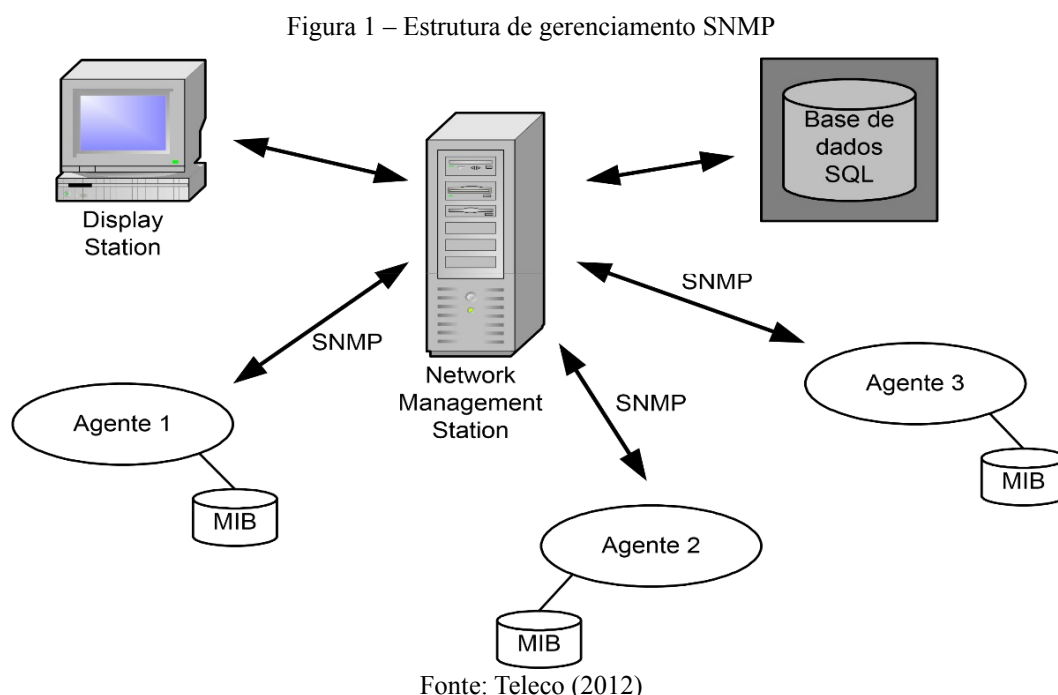 Figura 1 – Estrutura de gerenciamento SNMP
Base de
dados
SQL
Display
Station
SNMP
SNMP
Network
Management
Station
SNMP
Agente 1
Agente 3
MIB
MIB
Agente 2
MIB
Fonte: Teleco (2012)